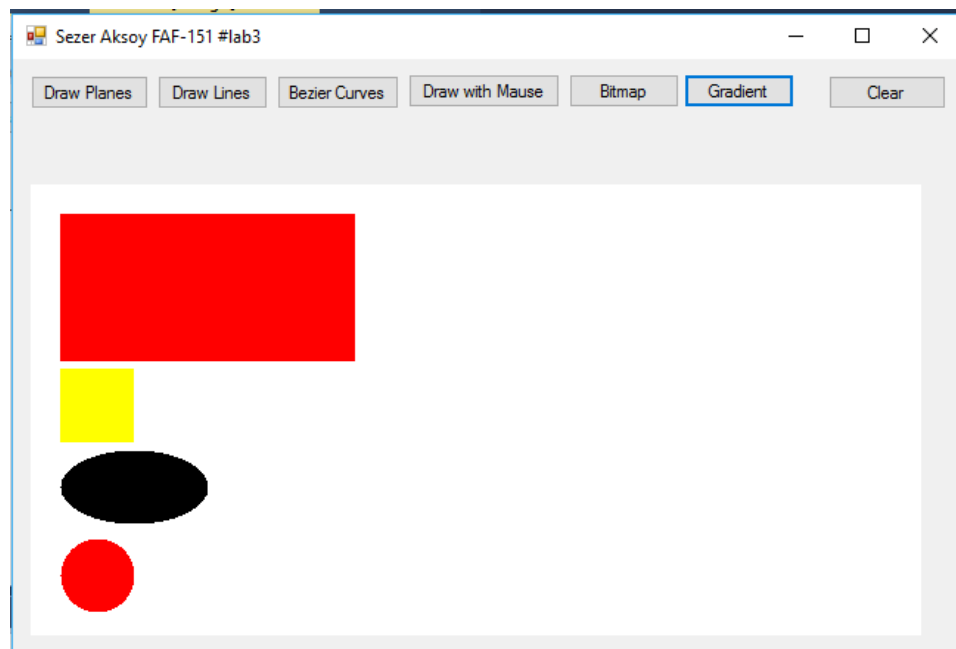 Sezer Aksoy FAF-151 #lab3
Draw Planes Draw Lines Bezier Curves Draw with Mause Bitmap Gradient Clear